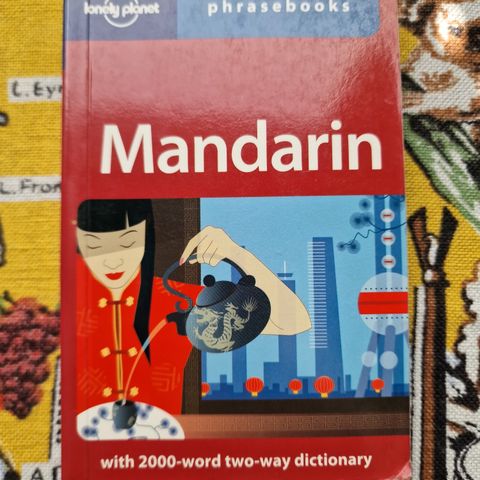 lonely planet
phrasebooks
Mandarin
with 2000-word two-way dictionary